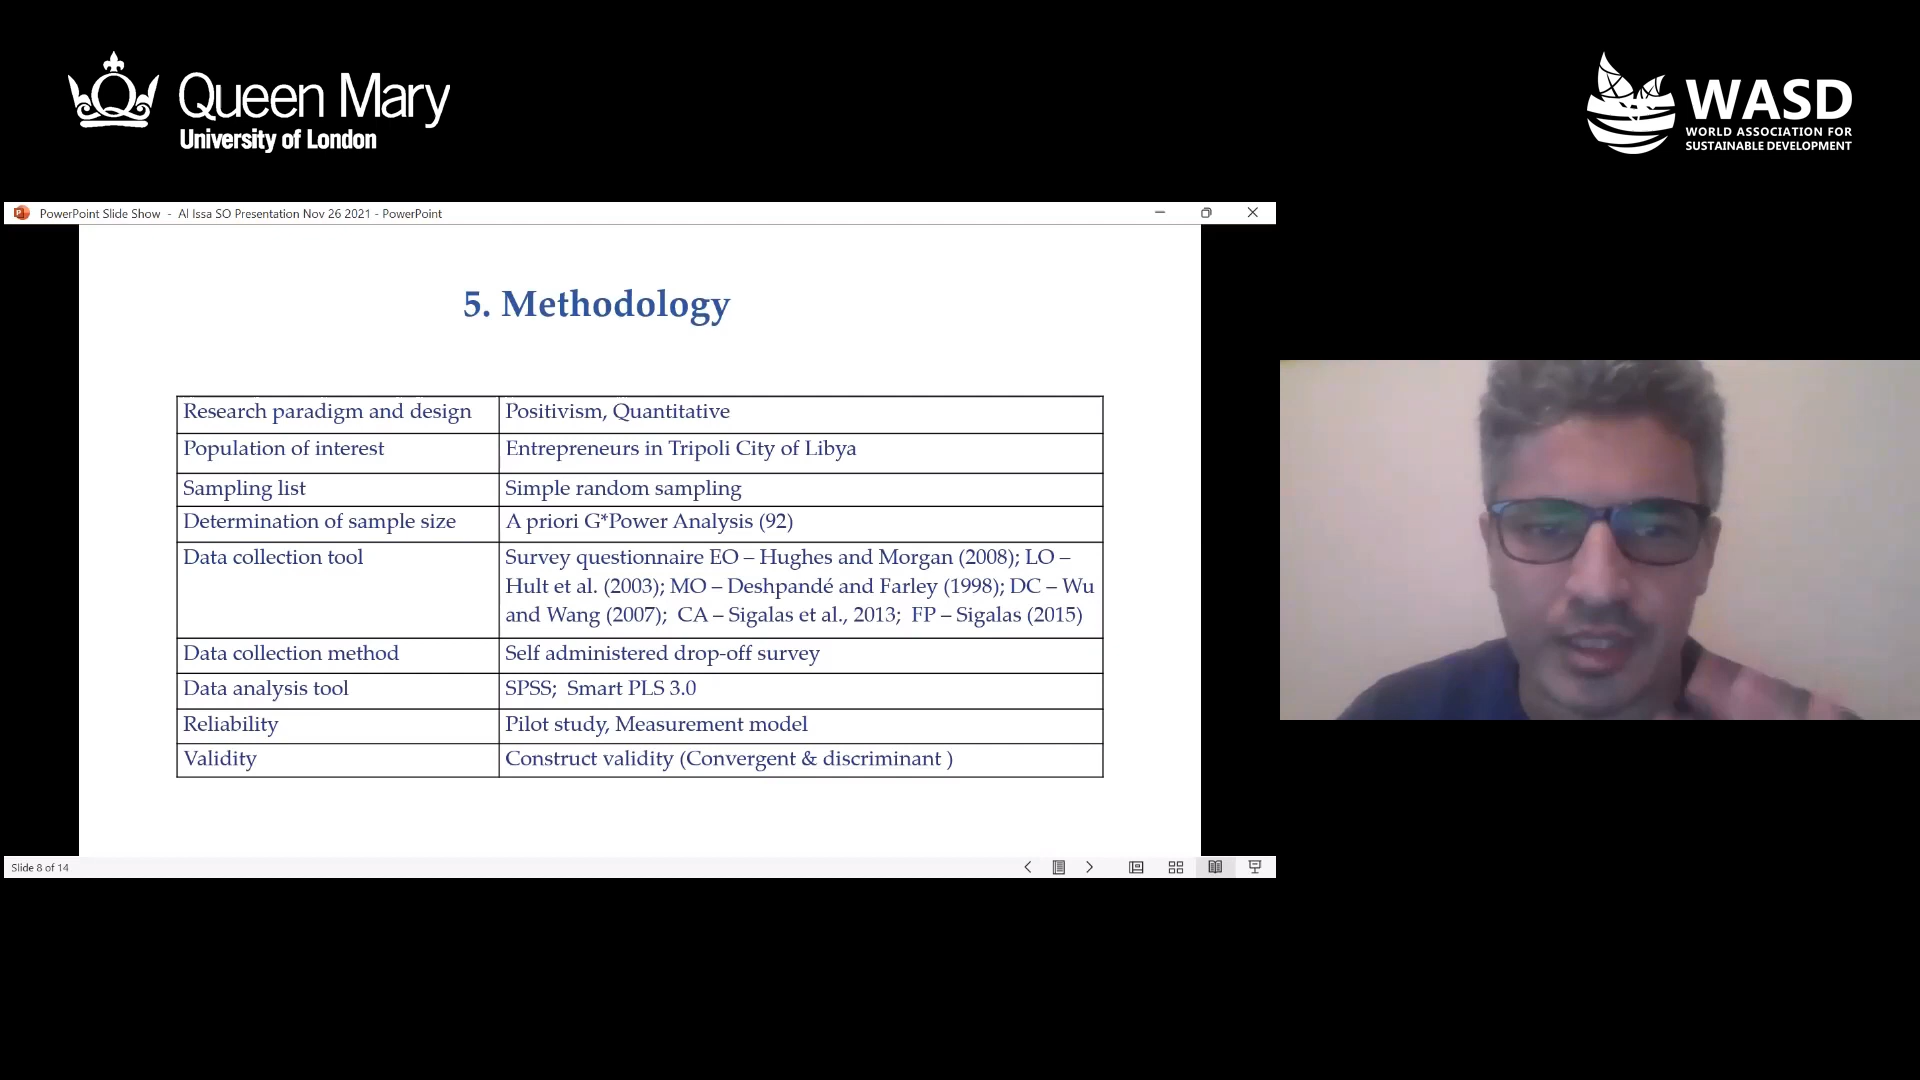 Queen Mary
University of London
WASD
WORLD ASSOCIATION FOR
SUSTAINABLE DEVELOPMENT
PowerPoint Slide Show - Al Issa SO Presentation Nov 26 2021 - PowerPoint
5. Methodology
Research paradigm and design
Positivism, Quantitative
Population of interest
Entrepreneurs in Tripoli City of Libya
Sampling list
Simple random sampling
Determination of sample size
A priori G*Power Analysis (92)
Data collection tool
Survey questionnaire EO – Hughes and Morgan (2008); LO –
Hult et al. (2003); MO – Deshpandé and Farley (1998); DC – Wu
and Wang (2007); CA – Sigalas et al., 2013; FP – Sigalas (2015)
Data collection method
Self administered drop-off survey
Data analysis tool
SPSS; Smart PLS 3.0
Reliability
Pilot study, Measurement model
Validity
Construct validity (Convergent & discriminant )
Slide 8 of 14